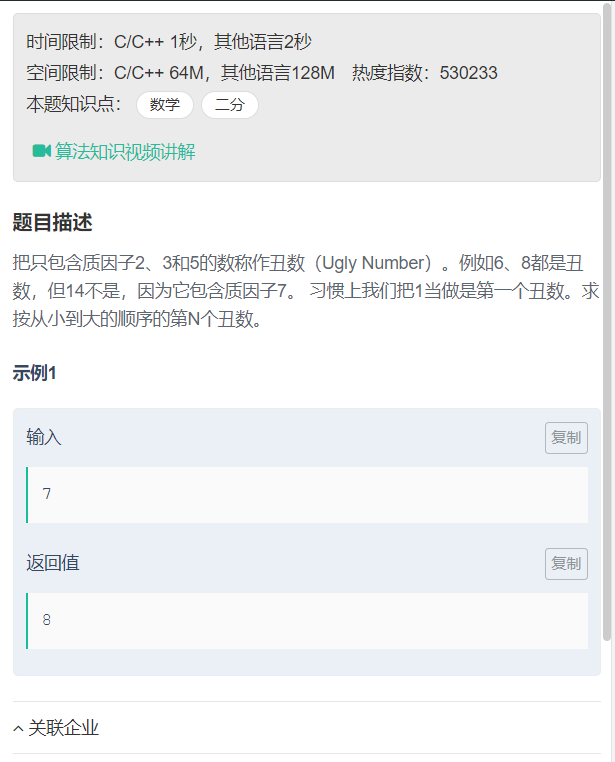 时间限制：C/C++ 1秒，其他语言2秒
空间限制：C/C++ 64M，其他语言128M 热度指数：530233
本题知识点： 数学 二分
算法知识视频讲解
题目描述
把只包含质因子2、3和5的数称作丑数（Ugly Number）。例如6、8都是丑
数，但14不是，因为它包含质因子7。 习惯上我们把1当做是第一个丑数。求
按从小到大的顺序的第N个丑数。
示例1
输入 复制
7
返回值 复制
8
关联企业